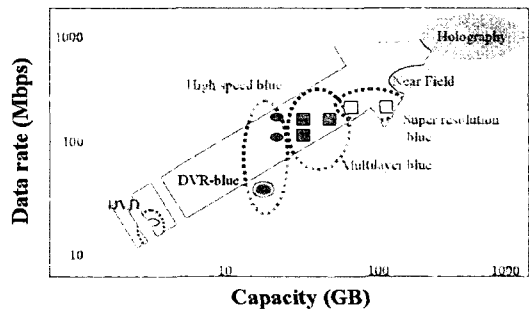 1000
Holography
High speed blue
Near Field
Data rate (Mbps)
100
Super resolution
blue
Multilayer blue
DVR-blue
DVD
10
10
100
1000
Capacity (GB)